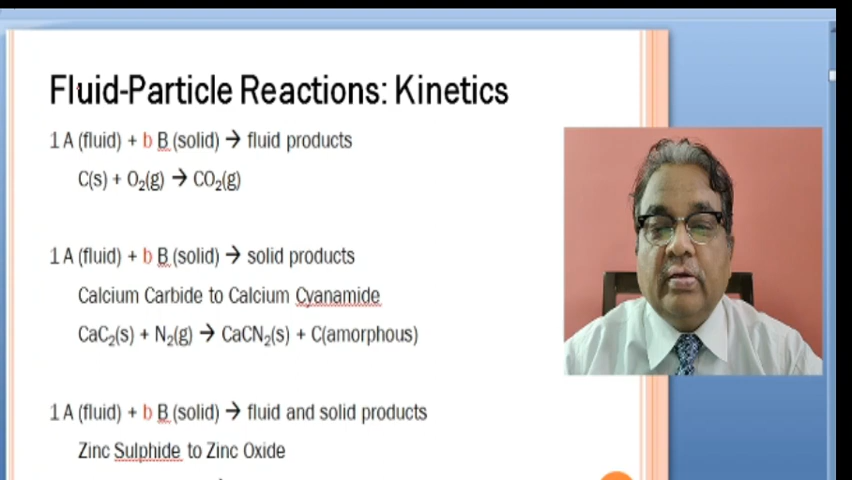 Fluid-Particle Reactions: Kinetics
1 A (fluid) + b B (solid) → fluid products
C(s) + O₂(g) → CO₂(g)
1 A (fluid) + b B (solid) → solid products
Calcium Carbide to Calcium Cyanamide
CaC₂(s) + N₂(g) → CaCN₂(s) + C(amorphous)
1 A (fluid) + b B (solid) → fluid and solid products
Zinc Sulphide to Zinc Oxide